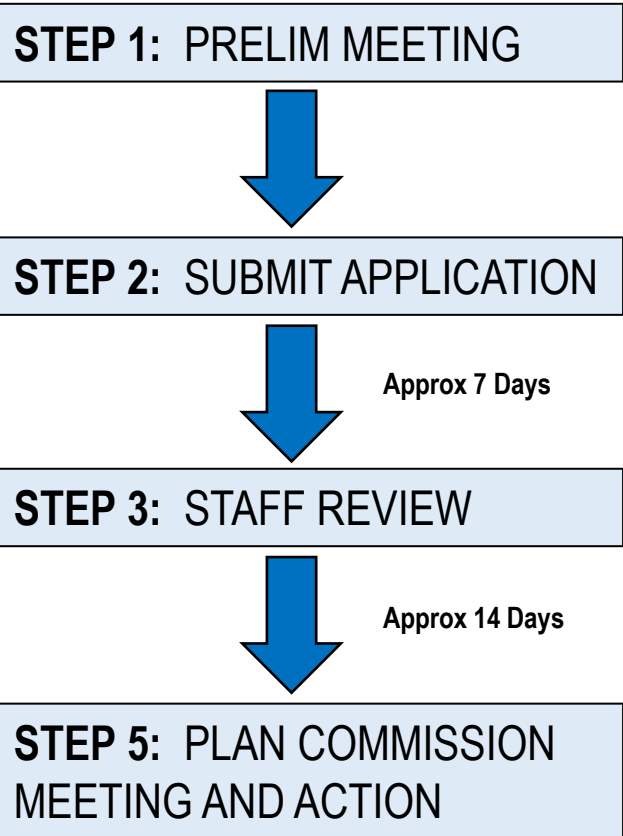 STEP 1: PRELIM MEETING
STEP 2: SUBMIT APPLICATION
Approx 7 Days
STEP 3: STAFF REVIEW
Approx 14 Days
STEP 5: PLAN COMMISSION
MEETING AND ACTION